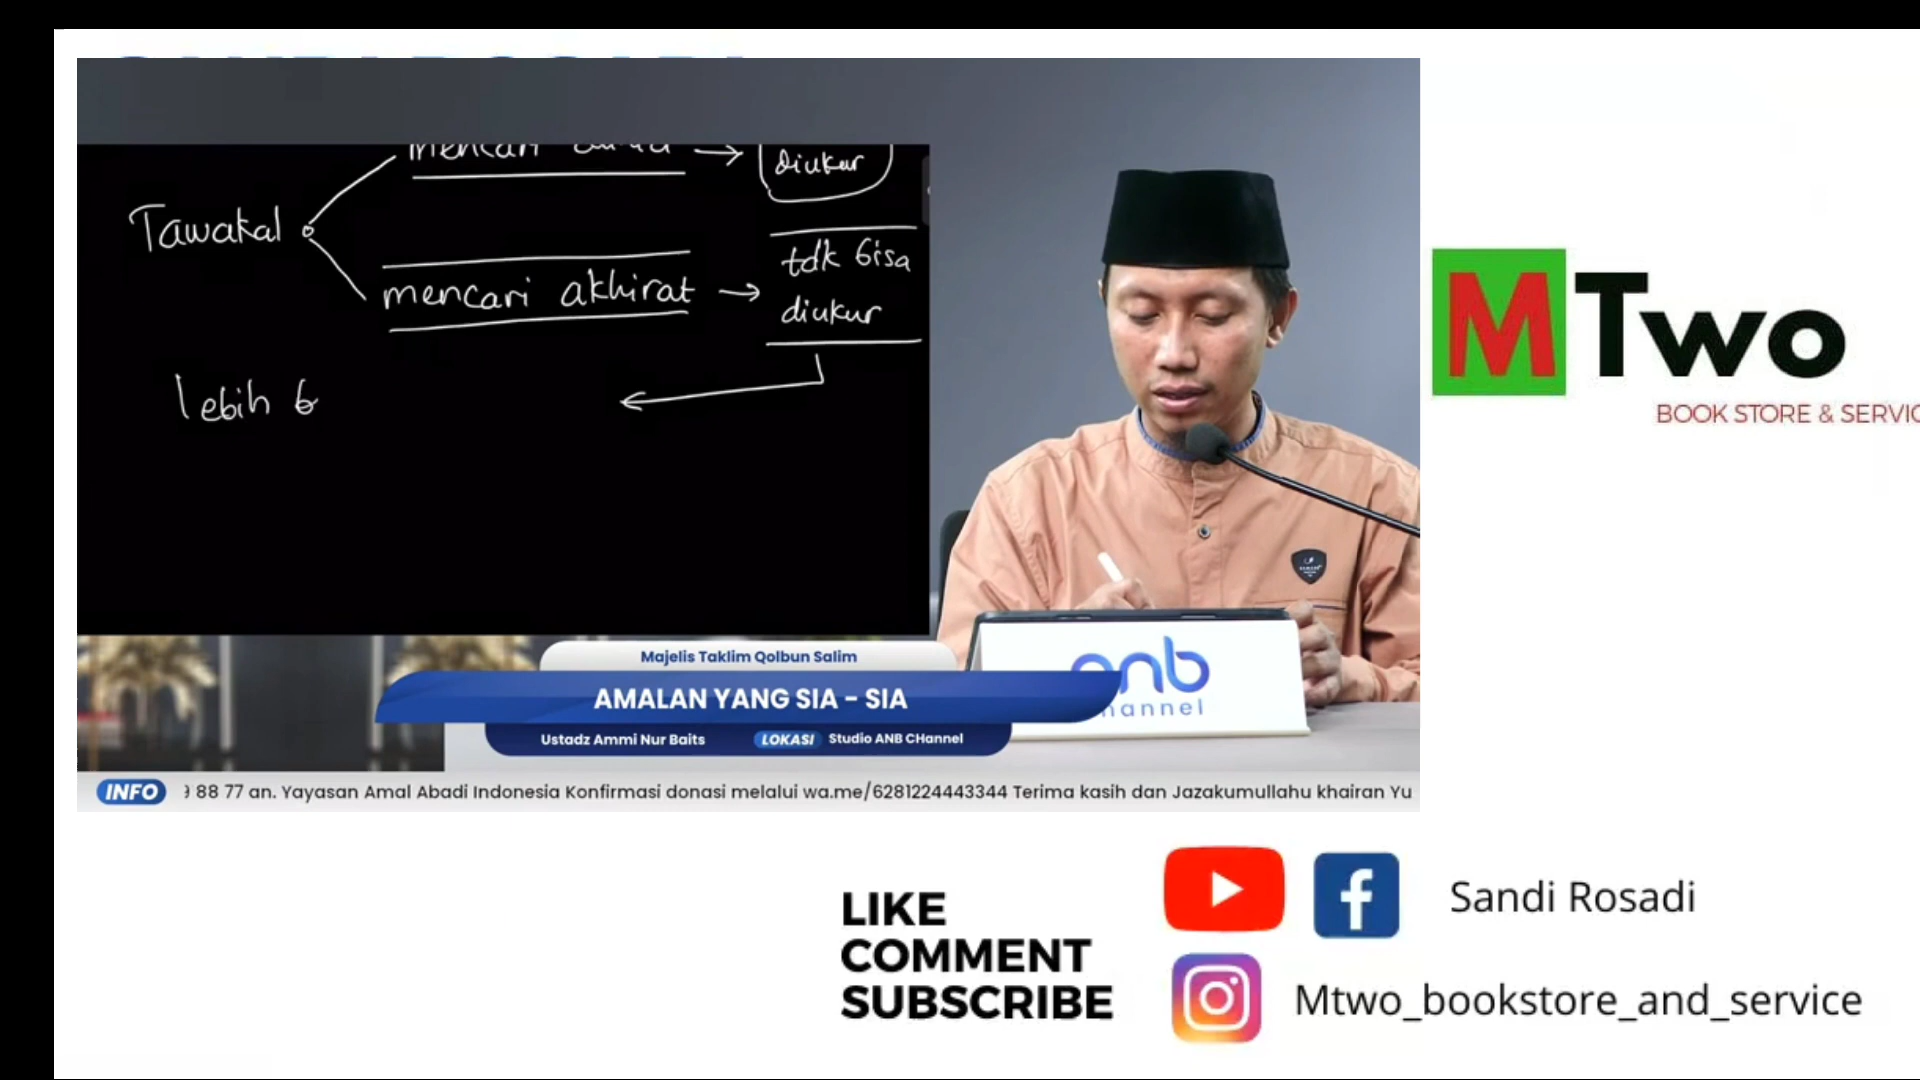 mencari
diukur
Tawakal
tdk bisa
mencari akhirat
diukur
lebih b
anb
Majelis Taklim Qolbun Salim
AMALAN YANG SIA - SIA
Ustadz Ammi Nur Baits LOKASI Studio ANB CHannel
INFO 88 77 an. Yayasan Amal Abadi Indonesia Konfirmasi donasi melalui wa.me/6281224443344 Terima kasih dan Jazakumullahu khairan Yu
MTwo
BOOK STORE & SERVIC
LIKE
COMMENT
SUBSCRIBE
Sandi Rosadi
Mtwo_bookstore_and_service